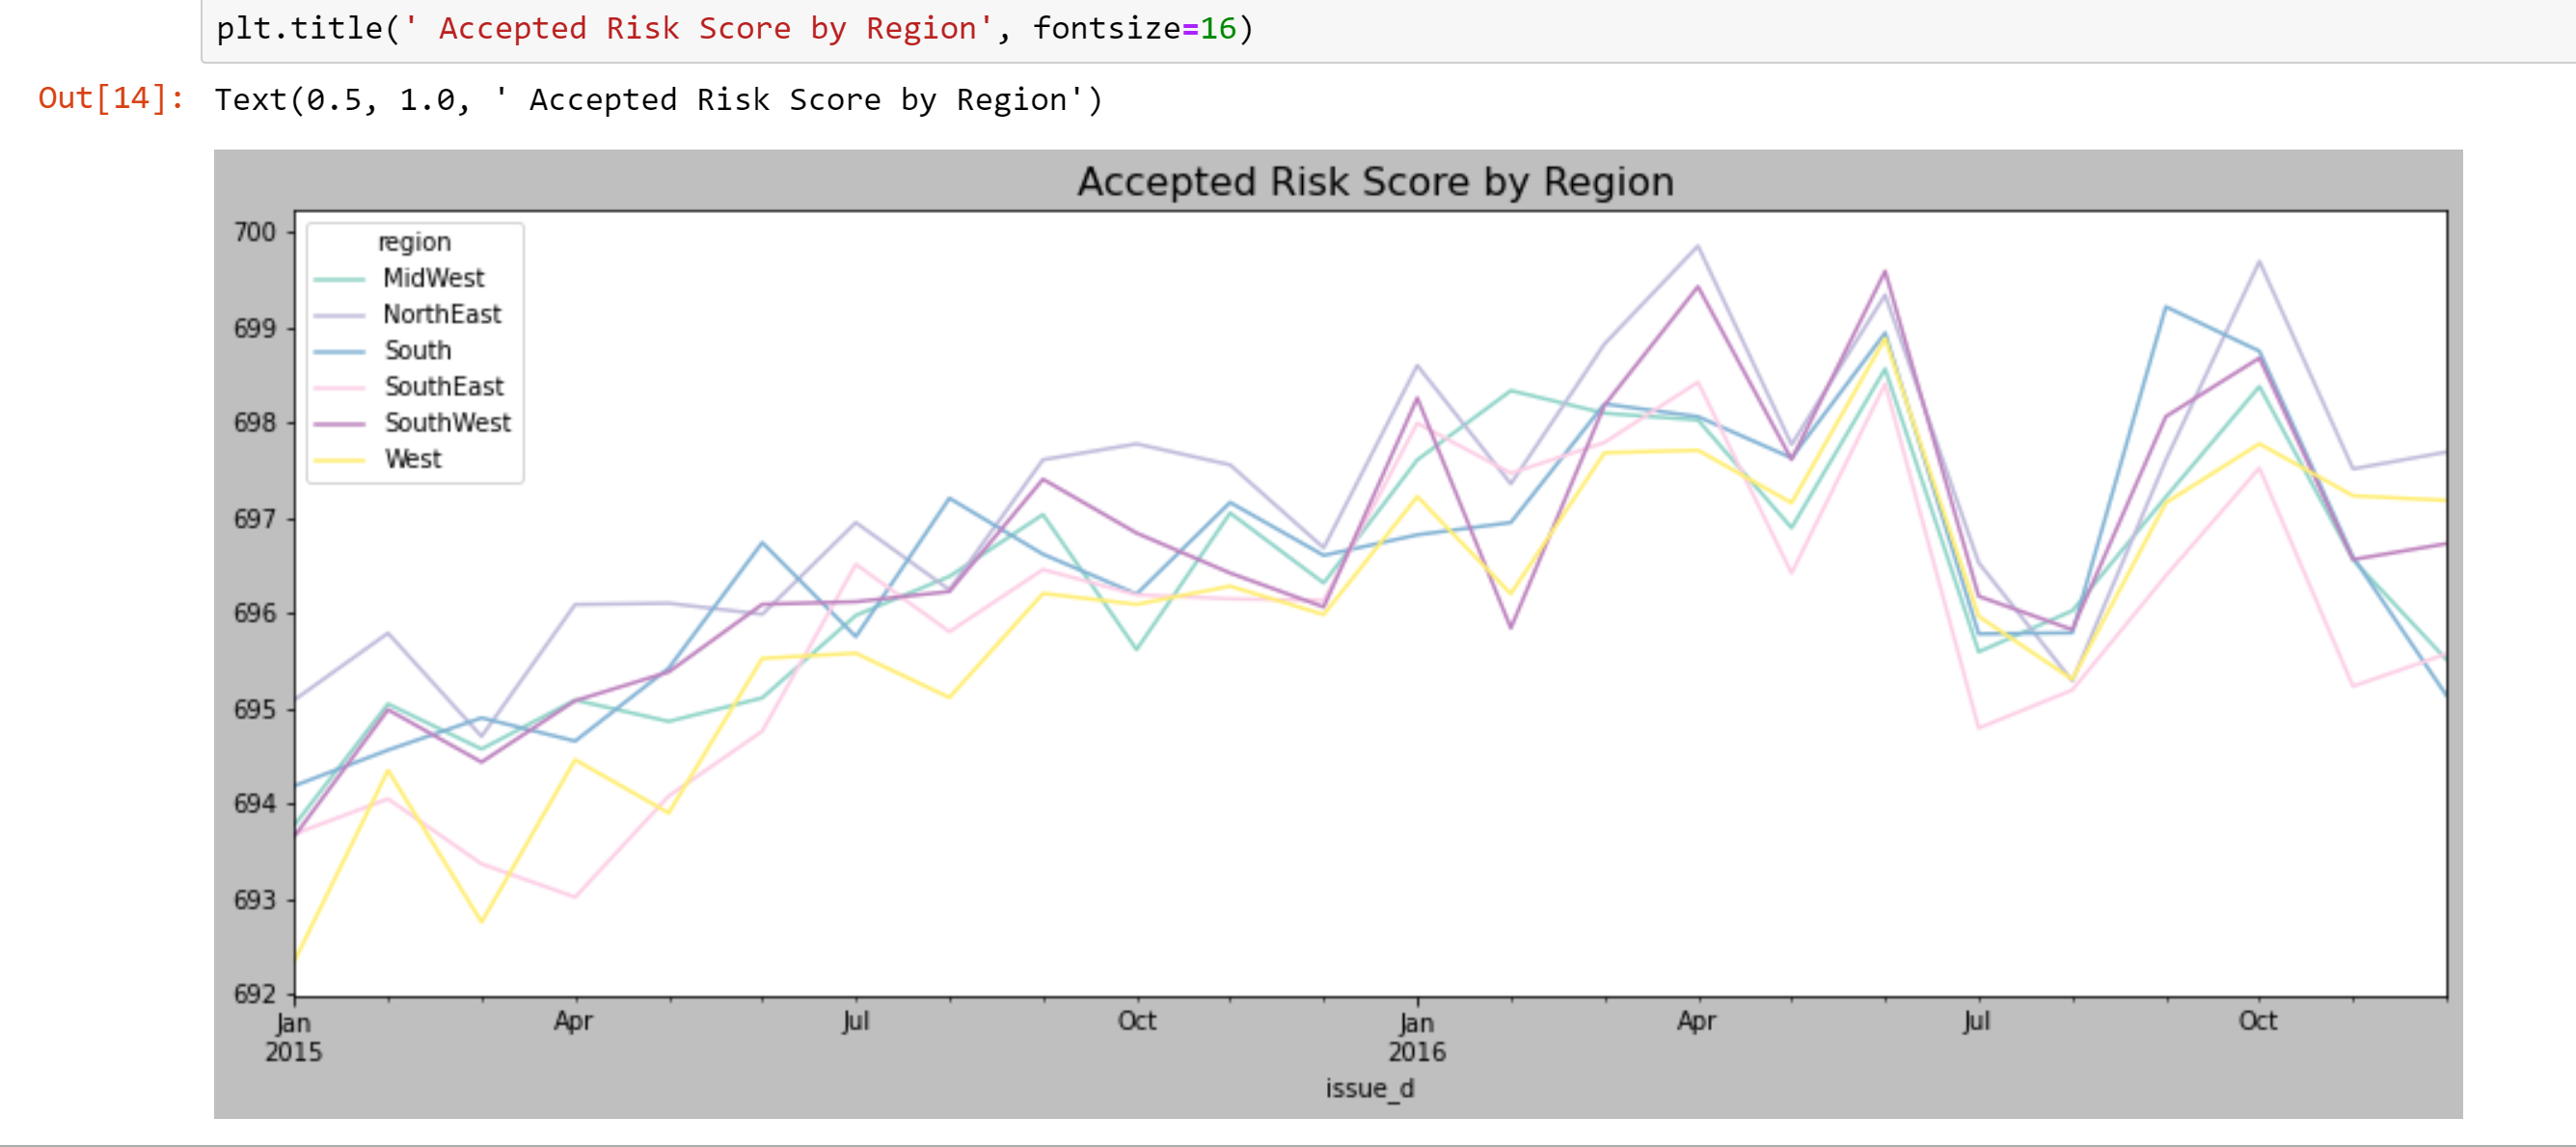 plt.title(' Accepted Risk Score by Region', fontsize=16)
Out[14]: Text(0.5, 1.0, ' Accepted Risk Score by Region')
Accepted Risk Score by Region
700
699
698
697
696
695
694
693
692
region
MidWest
NorthEast
South
SouthEast
SouthWest
West
Jan Apr Jul Oct Jan Apr Jul Oct
2015 2016
issue_d